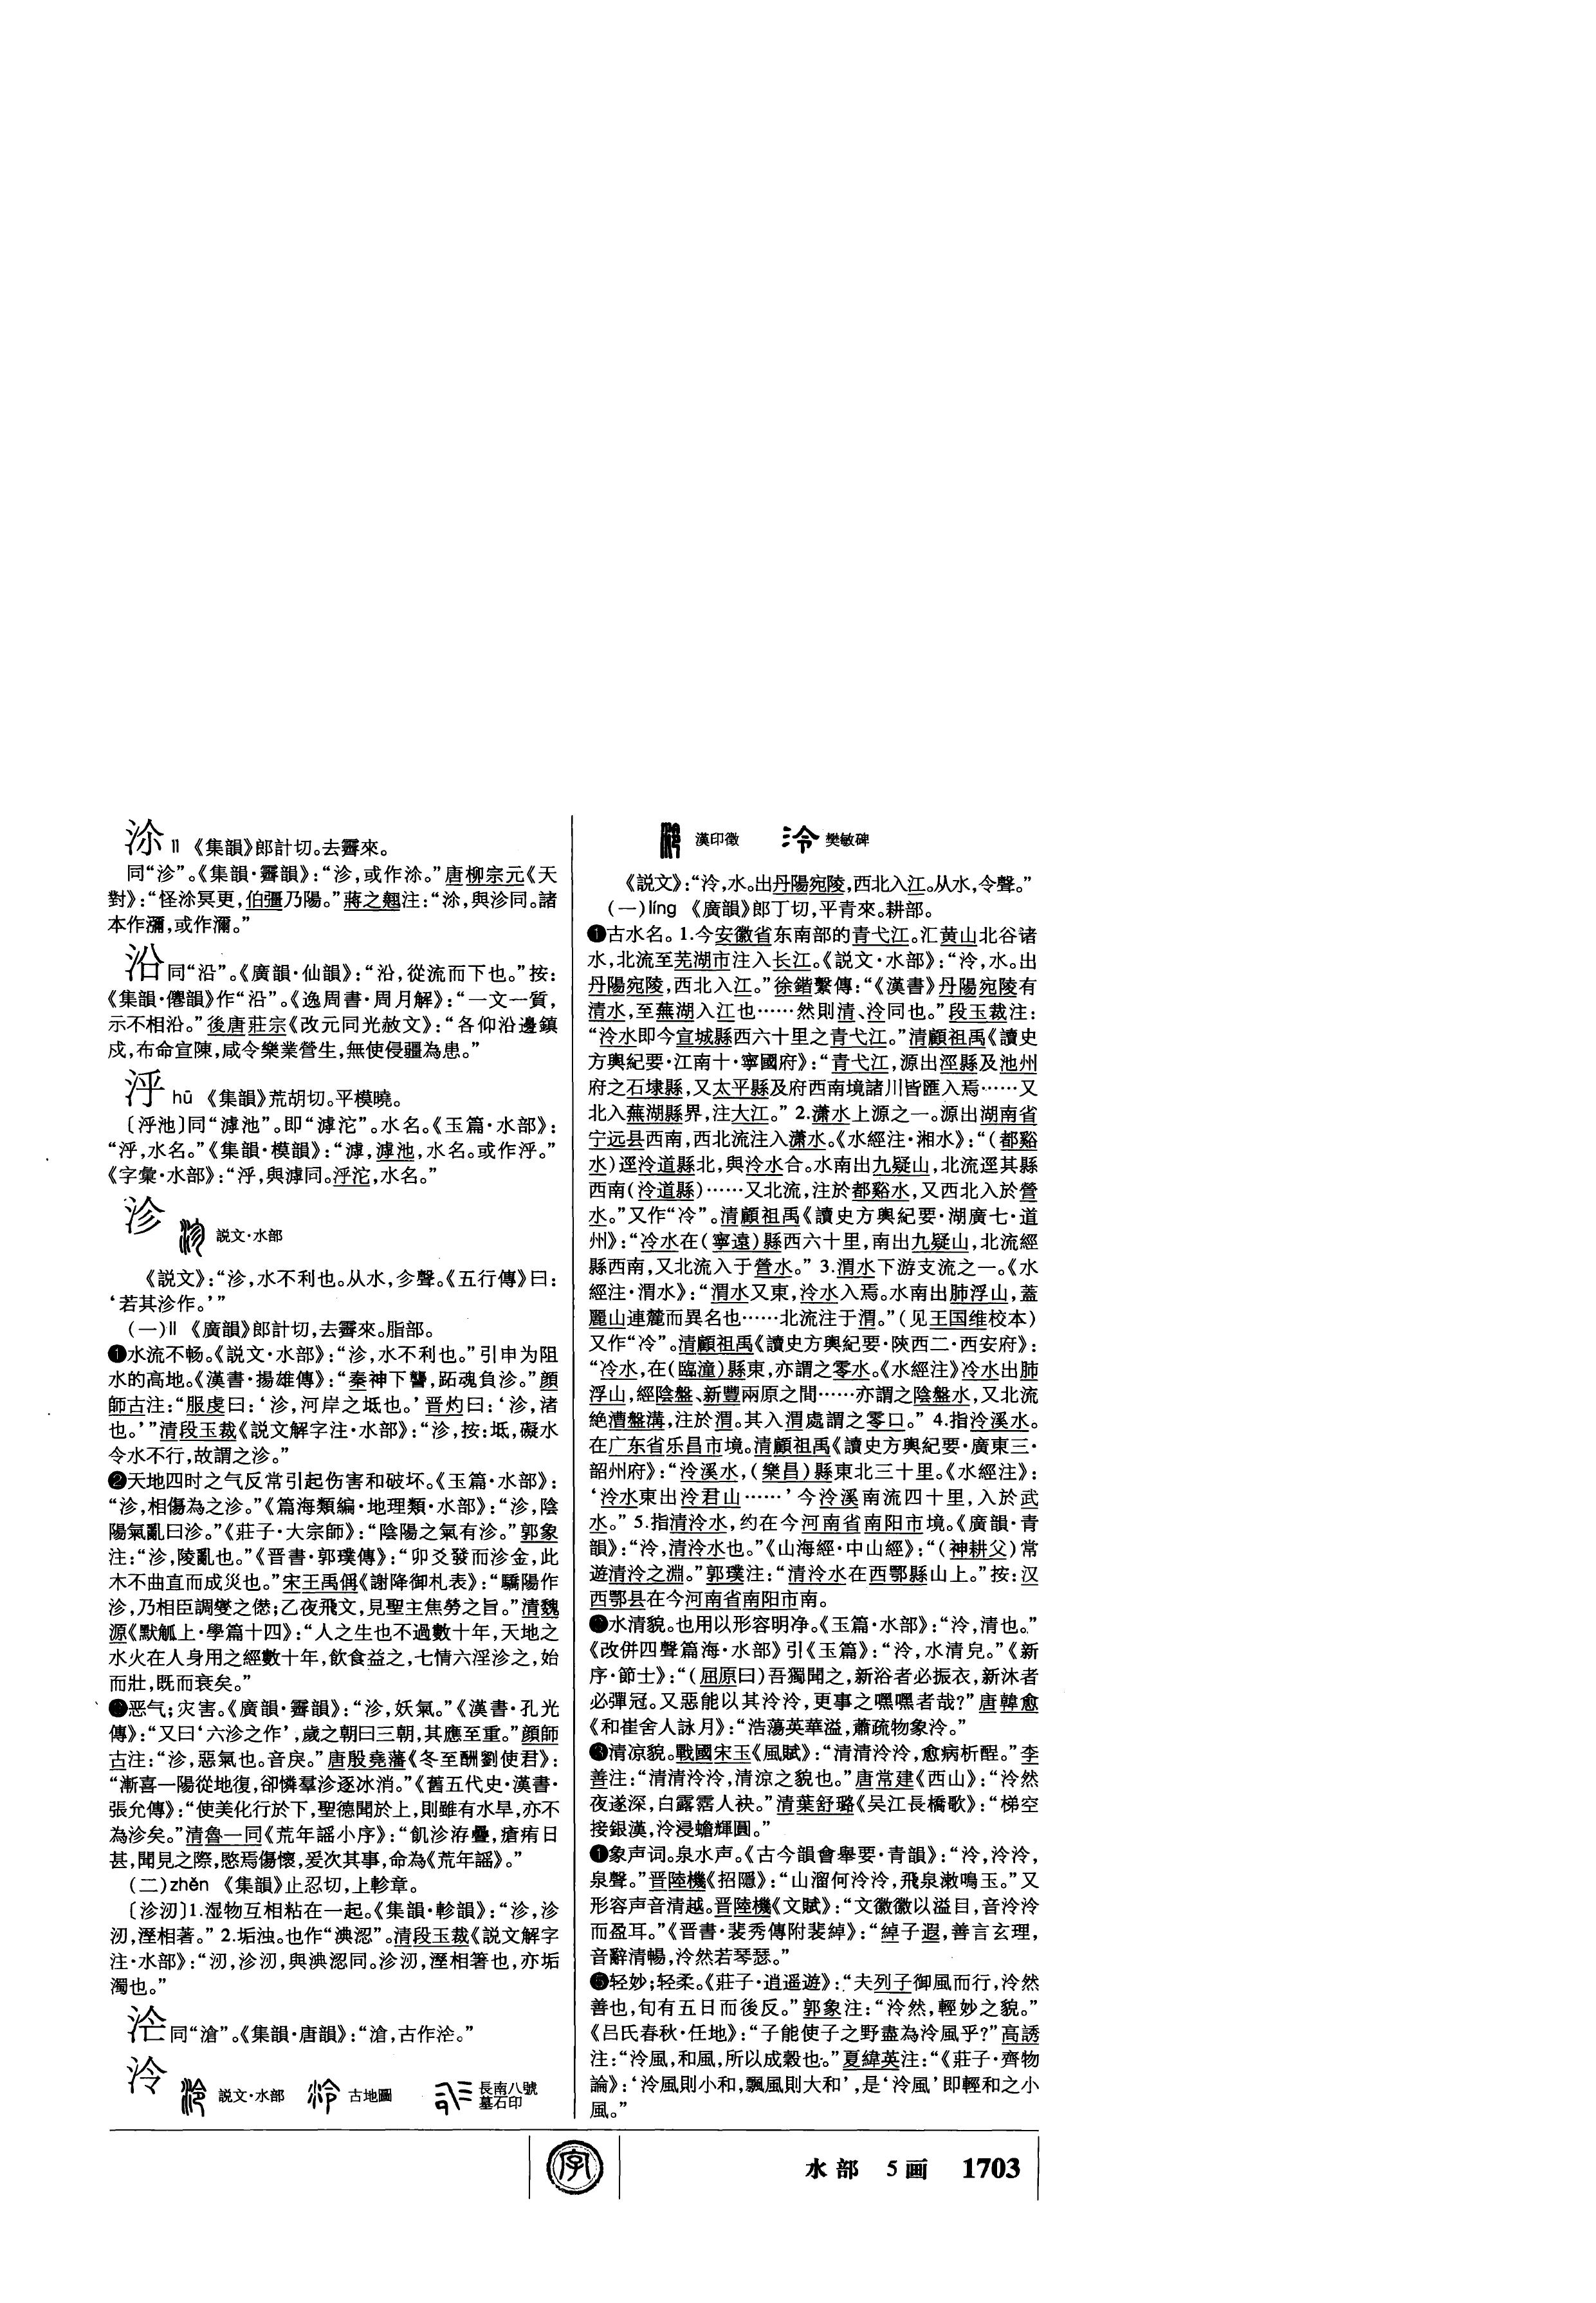 沵 lì 《集韻》郎計切。去霽來。
同“沴”。《集韻·霽韻》：“沴，或作沵。”唐柳宗元《天
對》：“怪沵冥更，伯彊乃陽。”蔣之翹注：“沵，與沴同。諸
本作瀰，或作濔。”
㳂 同“沿”。《廣韻·仙韻》：“㳂，從流而下也。”按：
《集韻·僊韻》作“沿”。《逸周書·周月解》：“一文一質，
示不相㳂。”後唐莊宗《改元同光赦文》：“各仰㳂邊鎮
戍，布命宣陳，咸令樂業營生，無使侵疆為患。”
泘 hū 《集韻》荒胡切。平模曉。
〔泘池〕同“滹池”。即“滹沱”。水名。《玉篇·水部》：
“泘，水名。”《集韻·模韻》：“滹，滹池，水名。或作泘。”
《字彙·水部》：“泘，與滹同。泘沱，水名。”
沴 説文·水部
《説文》：“沴，水不利也。从水，㐱聲。《五行傳》曰：
‘若其沴作。’”
（一）lì 《廣韻》郎計切，去霽來。脂部。
❶水流不畅。《説文·水部》：“沴，水不利也。”引申为阻
水的高地。《漢書·揚雄傳》：“秦神下讋，跖魂負沴。”顔
師古注：“服虔曰：‘沴，河岸之坻也。’晋灼曰：‘沴，渚
也。’”清段玉裁《説文解字注·水部》：“沴，按：坻，礙水
令水不行，故謂之沴。”
❷天地四时之气反常引起伤害和破坏。《玉篇·水部》：
“沴，相傷為之沴。”《篇海類編·地理類·水部》：“沴，陰
陽氣亂曰沴。”《莊子·大宗師》：“陰陽之氣有沴。”郭象
注：“沴，陵亂也。”《晋書·郭璞傳》：“卯爻發而沴金，此
木不曲直而成災也。”宋王禹偁《謝降御札表》：“驕陽作
沴，乃相臣調燮之愆；乙夜飛文，見聖主焦勞之旨。”清魏
源《默觚上·學篇十四》：“人之生也不過數十年，天地之
水火在人身用之經數十年，飲食益之，七情六淫沴之，始
而壯，既而衰矣。”
❸恶气；灾害。《廣韻·霽韻》：“沴，妖氣。”《漢書·孔光
傳》：“又曰‘六沴之作’，歲之朝曰三朝，其應至重。”顔師
古注：“沴，惡氣也。音戾。”唐殷堯藩《冬至酬劉使君》：
“漸喜一陽從地復，卻憐羣沴逐冰消。”《舊五代史·漢書·
張允傳》：“使美化行於下，聖德聞於上，則雖有水旱，亦不
為沴矣。”清魯一同《荒年謡小序》：“飢沴洊疊，瘡痏日
甚，聞見之際，愍焉傷懷，爰次其事，命為《荒年謡》。”
（二）zhěn 《集韻》止忍切，上軫章。
〔沴㲽〕1.湿物互相粘在一起。《集韻·軫韻》：“沴，沴
㲽，溼相著。” 2.垢浊。也作“淟涊”。清段玉裁《説文解字
注·水部》：“㲽，沴㲽，與淟涊同。沴㲽，溼相箸也，亦垢
濁也。”
㳀 同“滄”。《集韻·唐韻》：“滄，古作㳀。”
泠 説文·水部 古地圖 長南八號墓石印
漢印徵 樊敏碑
《説文》：“泠，水。出丹陽宛陵，西北入江。从水，令聲。”
（一）líng 《廣韻》郎丁切，平青來。耕部。
❶古水名。 1.今安徽省东南部的青弋江。汇黄山北谷诸
水，北流至芜湖市注入长江。《説文·水部》：“泠，水。出
丹陽宛陵，西北入江。”徐鍇繫傳：“《漢書》丹陽宛陵有
清水，至蕪湖入江也……然則清、泠同也。”段玉裁注：
“泠水即今宣城縣西六十里之青弋江。”清顧祖禹《讀史
方輿紀要·江南十·寧國府》：“青弋江，源出涇縣及池州
府之石埭縣，又太平縣及府西南境諸川皆匯入焉……又
北入蕪湖縣界，注大江。” 2.潇水上源之一。源出湖南省
宁远县西南，西北流注入潇水。《水經注·湘水》：“（都谿
水）逕泠道縣北，與泠水合。水南出九疑山，北流逕其縣
西南（泠道縣）……又北流，注於都谿水，又西北入於營
水。”又作“冷”。清顧祖禹《讀史方輿紀要·湖廣七·道
州》：“冷水在（寧遠）縣西六十里，南出九疑山，北流經
縣西南，又北流入于營水。” 3.渭水下游支流之一。《水
經注·渭水》：“渭水又東，泠水入焉。水南出肺浮山，蓋
麗山連麓而異名也……北流注于渭。”（见王国维校本）
又作“冷”。清顧祖禹《讀史方輿紀要·陝西二·西安府》：
“冷水，在（臨潼）縣東，亦謂之零水。《水經注》冷水出肺
浮山，經陰盤、新豐兩原之間……亦謂之陰盤水，又北流
絶漕盤溝，注於渭。其入渭處謂之零口。” 4.指泠溪水。
在广东省乐昌市境。清顧祖禹《讀史方輿紀要·廣東三·
韶州府》：“泠溪水，（樂昌）縣東北三十里。《水經注》：
‘泠水東出泠君山……’今泠溪南流四十里，入於武
水。” 5.指清泠水，约在今河南省南阳市境。《廣韻·青
韻》：“泠，清泠水也。”《山海經·中山經》：“（神耕父）常
遊清泠之淵。”郭璞注：“清泠水在西鄂縣山上。”按：汉
西鄂县在今河南省南阳市南。
❷水清貌。也用以形容明净。《玉篇·水部》：“泠，清也。”
《改併四聲篇海·水部》引《玉篇》：“泠，水清皃。”《新
序·節士》：“（屈原曰）吾獨聞之，新浴者必振衣，新沐者
必彈冠。又惡能以其泠泠，更事之嘿嘿者哉？”唐韓愈
《和崔舍人詠月》：“浩蕩英華溢，蕭疏物象泠。”
❸清凉貌。戰國宋玉《風賦》：“清清泠泠，愈病析酲。”李
善注：“清清泠泠，清涼之貌也。”唐常建《西山》：“泠然
夜遂深，白露霑人袂。”清葉舒璐《吴江長橋歌》：“梯空
接銀漢，泠浸蟾輝圓。”
❹象声词。泉水声。《古今韻會舉要·青韻》：“泠，泠泠，
泉聲。”晋陸機《招隱》：“山溜何泠泠，飛泉漱鳴玉。”又
形容声音清越。晋陸機《文賦》：“文徽徽以溢目，音泠泠
而盈耳。”《晋書·裴秀傳附裴綽》：“綽子遐，善言玄理，
音辭清暢，泠然若琴瑟。”
❺轻妙；轻柔。《莊子·逍遥遊》：“夫列子御風而行，泠然
善也，旬有五日而後反。”郭象注：“泠然，輕妙之貌。”
《吕氏春秋·任地》：“子能使子之野盡為泠風乎？”高誘
注：“泠風，和風，所以成穀也。”夏緯英注：“《莊子·齊物
論》：‘泠風則小和，飄風則大和’，是‘泠風’即輕和之小
風。”
字
水部 5画 1703